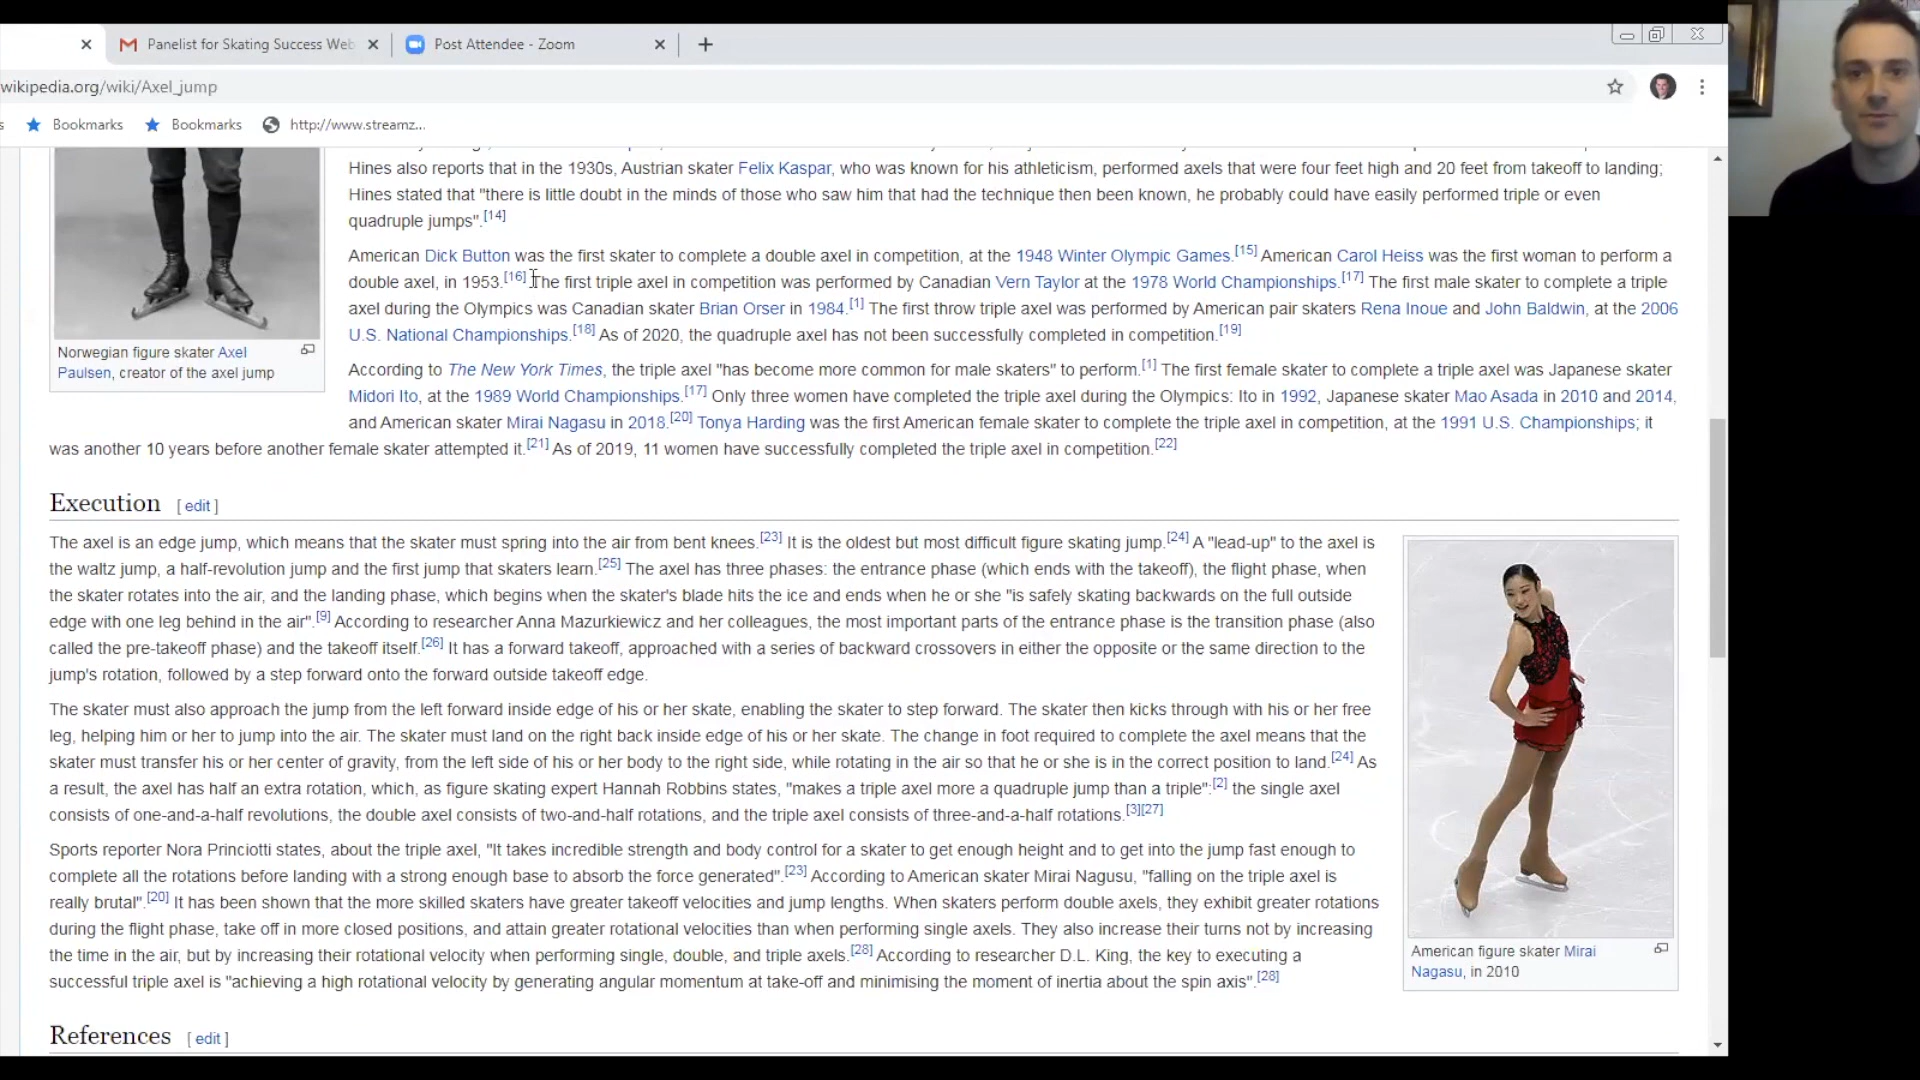 Panelist for Skating Success Web
Post Attendee - Zoom
wikipedia.org/wiki/Axel_jump
s
Bookmarks
Bookmarks
http://www.streamz...
Hines also reports that in the 1930s, Austrian skater Felix Kaspar, who was known for his athleticism, performed axels that were four feet high and 20 feet from takeoff to landing;
Hines stated that "there is little doubt in the minds of those who saw him that had the technique then been known, he probably could have easily performed triple or even
quadruple jumps".[14]
American Dick Button was the first skater to complete a double axel in competition, at the 1948 Winter Olympic Games.[15] American Carol Heiss was the first woman to perform a
double axel, in 1953.[16] The first triple axel in competition was performed by Canadian Vern Taylor at the 1978 World Championships.[17] The first male skater to complete a triple
axel during the Olympics was Canadian skater Brian Orser in 1984.[1] The first throw triple axel was performed by American pair skaters Rena Inoue and John Baldwin, at the 2006
U.S. National Championships.[18] As of 2020, the quadruple axel has not been successfully completed in competition.[19]
Norwegian figure skater Axel
Paulsen, creator of the axel jump
According to The New York Times, the triple axel "has become more common for male skaters" to perform.[1] The first female skater to complete a triple axel was Japanese skater
Midori Ito, at the 1989 World Championships.[17] Only three women have completed the triple axel during the Olympics: Ito in 1992, Japanese skater Mao Asada in 2010 and 2014,
and American skater Mirai Nagasu in 2018.[20] Tonya Harding was the first American female skater to complete the triple axel in competition, at the 1991 U.S. Championships; it
was another 10 years before another female skater attempted it.[21] As of 2019, 11 women have successfully completed the triple axel in competition.[22]
Execution [ edit ]
The axel is an edge jump, which means that the skater must spring into the air from bent knees.[23] It is the oldest but most difficult figure skating jump.[24] A "lead-up" to the axel is
the waltz jump, a half-revolution jump and the first jump that skaters learn.[25] The axel has three phases: the entrance phase (which ends with the takeoff), the flight phase, when
the skater rotates into the air, and the landing phase, which begins when the skater's blade hits the ice and ends when he or she "is safely skating backwards on the full outside
edge with one leg behind in the air".[9] According to researcher Anna Mazurkiewicz and her colleagues, the most important parts of the entrance phase is the transition phase (also
called the pre-takeoff phase) and the takeoff itself.[26] It has a forward takeoff, approached with a series of backward crossovers in either the opposite or the same direction to the
jump's rotation, followed by a step forward onto the forward outside takeoff edge.
The skater must also approach the jump from the left forward inside edge of his or her skate, enabling the skater to step forward. The skater then kicks through with his or her free
leg, helping him or her to jump into the air. The skater must land on the right back inside edge of his or her skate. The change in foot required to complete the axel means that the
skater must transfer his or her center of gravity, from the left side of his or her body to the right side, while rotating in the air so that he or she is in the correct position to land.[24] As
a result, the axel has half an extra rotation, which, as figure skating expert Hannah Robbins states, "makes a triple axel more a quadruple jump than a triple":[2] the single axel
consists of one-and-a-half revolutions, the double axel consists of two-and-half rotations, and the triple axel consists of three-and-a-half rotations.[3][27]
Sports reporter Nora Princiotti states, about the triple axel, "It takes incredible strength and body control for a skater to get enough height and to get into the jump fast enough to
complete all the rotations before landing with a strong enough base to absorb the force generated".[23] According to American skater Mirai Nagusu, "falling on the triple axel is
really brutal".[20] It has been shown that the more skilled skaters have greater takeoff velocities and jump lengths. When skaters perform double axels, they exhibit greater rotations
during the flight phase, take off in more closed positions, and attain greater rotational velocities than when performing single axels. They also increase their turns not by increasing
the time in the air, but by increasing their rotational velocity when performing single, double, and triple axels.[28] According to researcher D.L. King, the key to executing a
successful triple axel is "achieving a high rotational velocity by generating angular momentum at take-off and minimising the moment of inertia about the spin axis".[28]
American figure skater Mirai
Nagasu, in 2010
References [ edit ]